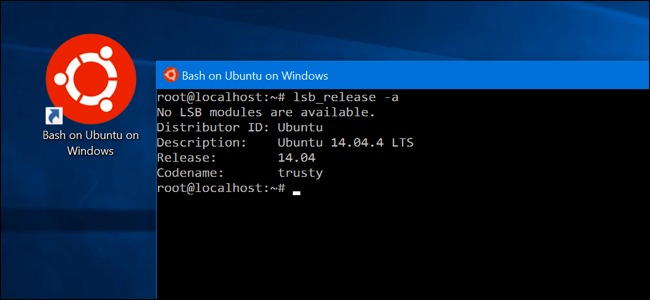 Bash on Ubuntu on
Windows
Bash on Ubuntu on Windows
root@localhost:~# lsb_release -a
No LSB modules are available.
Distributor ID: Ubuntu
Description:    Ubuntu 14.04.4 LTS
Release:        14.04
Codename:       trusty
root@localhost:~#